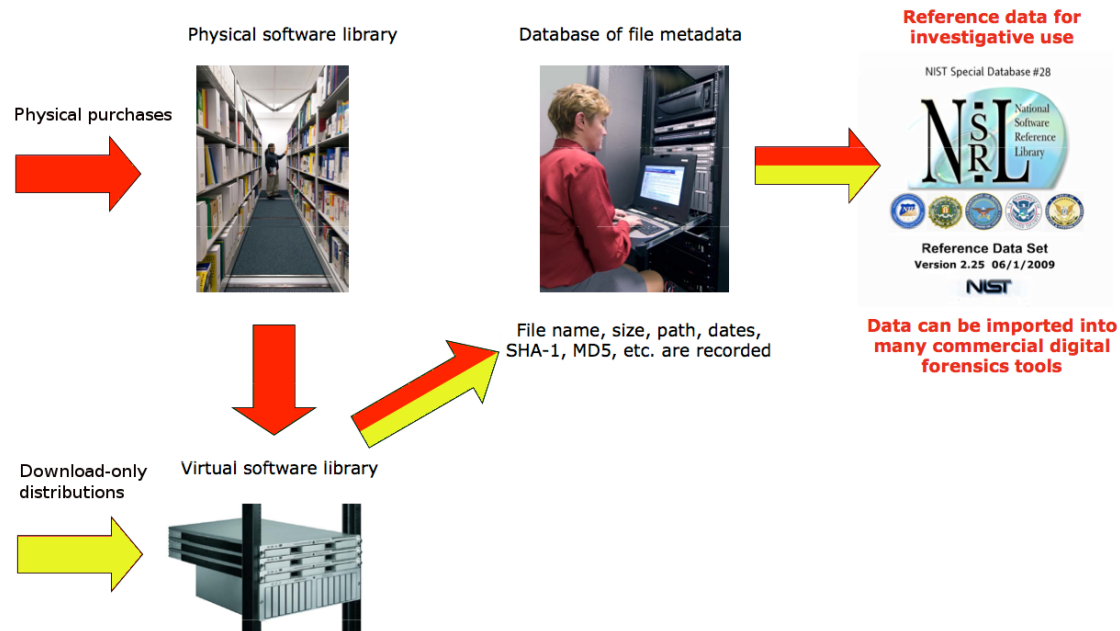 Physical software library
Database of file metadata
Reference data for
investigative use
NIST Special Database #28
Physical purchases
NSRL
National
Software
Reference
Library
Reference Data Set
Version 2.25 06/1/2009
NIST
File name, size, path, dates,
SHA-1, MD5, etc. are recorded
Data can be imported into
many commercial digital
forensics tools
Download-only
distributions
Virtual software library